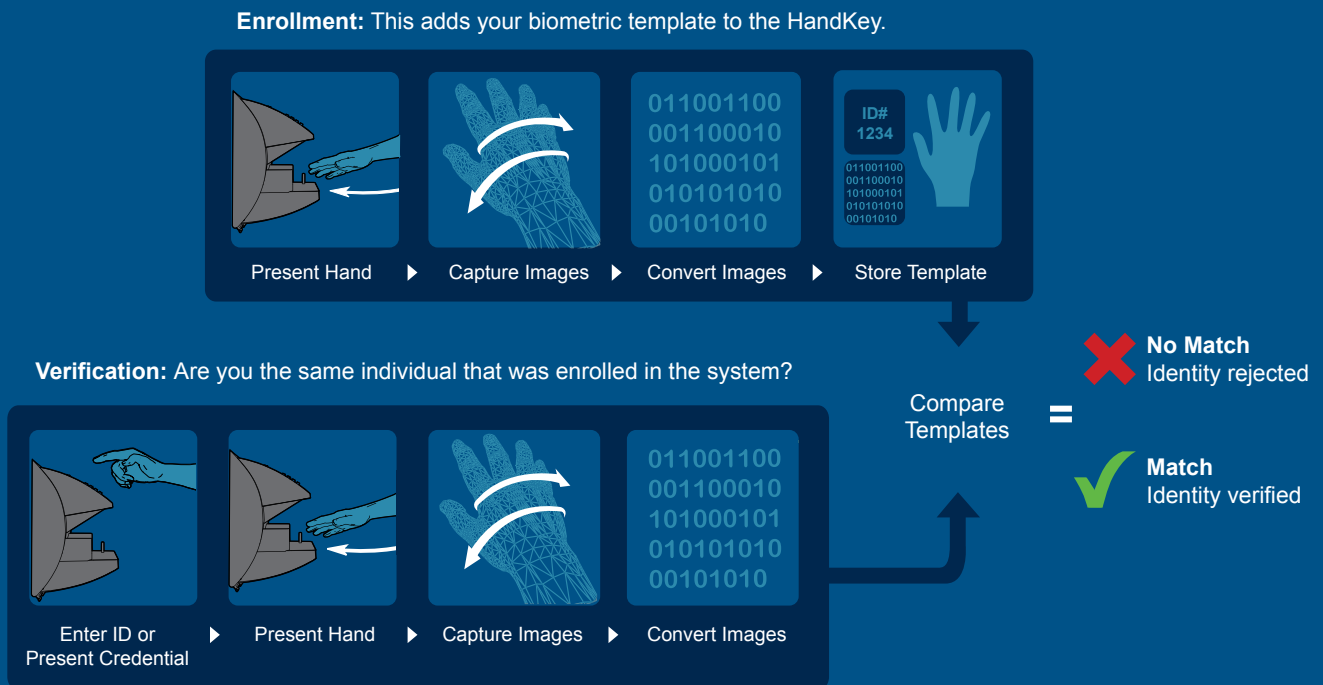 Enrollment: This adds your biometric template to the HandKey.
011001100
001100010
101000101
010101010
00101010
ID#
1234
011001100
001100010
101000101
010101010
00101010
Present Hand
Capture Images
Convert Images
Store Template
Verification: Are you the same individual that was enrolled in the system?
011001100
001100010
101000101
010101010
00101010
Enter ID or
Present Credential
Present Hand
Capture Images
Convert Images
Compare
Templates
=
No Match
Identity rejected
Match
Identity verified